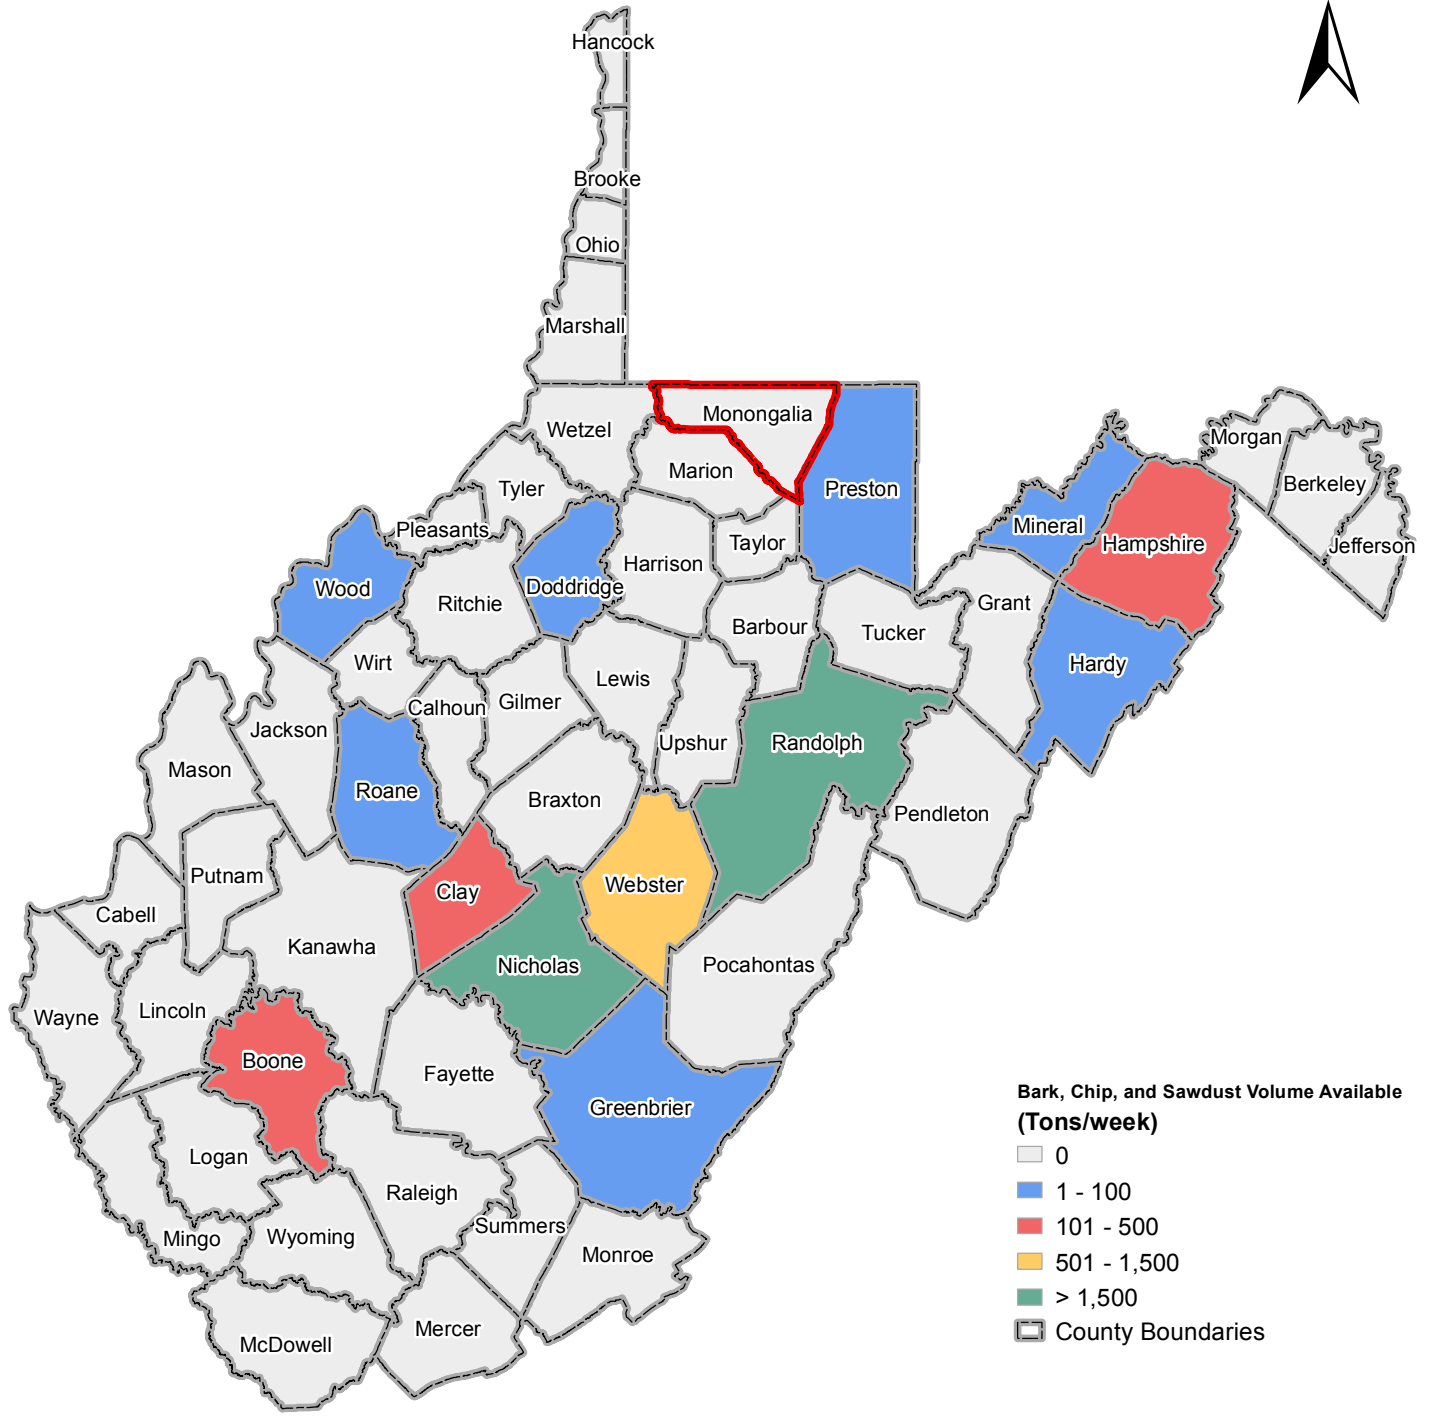 Hancock
Brooke
Ohio
Marshall
Monongalia
Wetzel
Morgan
Marion
Berkeley
Tyler
Preston
Mineral
Pleasants
Taylor
Hampshire
Jefferson
Harrison
Wood
Doddridge
Ritchie
Grant
Barbour
Tucker
Wirt
Hardy
Lewis
Calhoun
Gilmer
Jackson
Upshur
Randolph
Mason
Roane
Braxton
Pendleton
Putnam
Webster
Clay
Cabell
Kanawha
Nicholas
Pocahontas
Lincoln
Wayne
Boone
Fayette
Greenbrier
Logan
Raleigh
Summers
Mingo
Wyoming
Monroe
Mercer
McDowell
Bark, Chip, and Sawdust Volume Available
(Tons/week)
0
1 - 100
101 - 500
501 - 1,500
> 1,500
County Boundaries